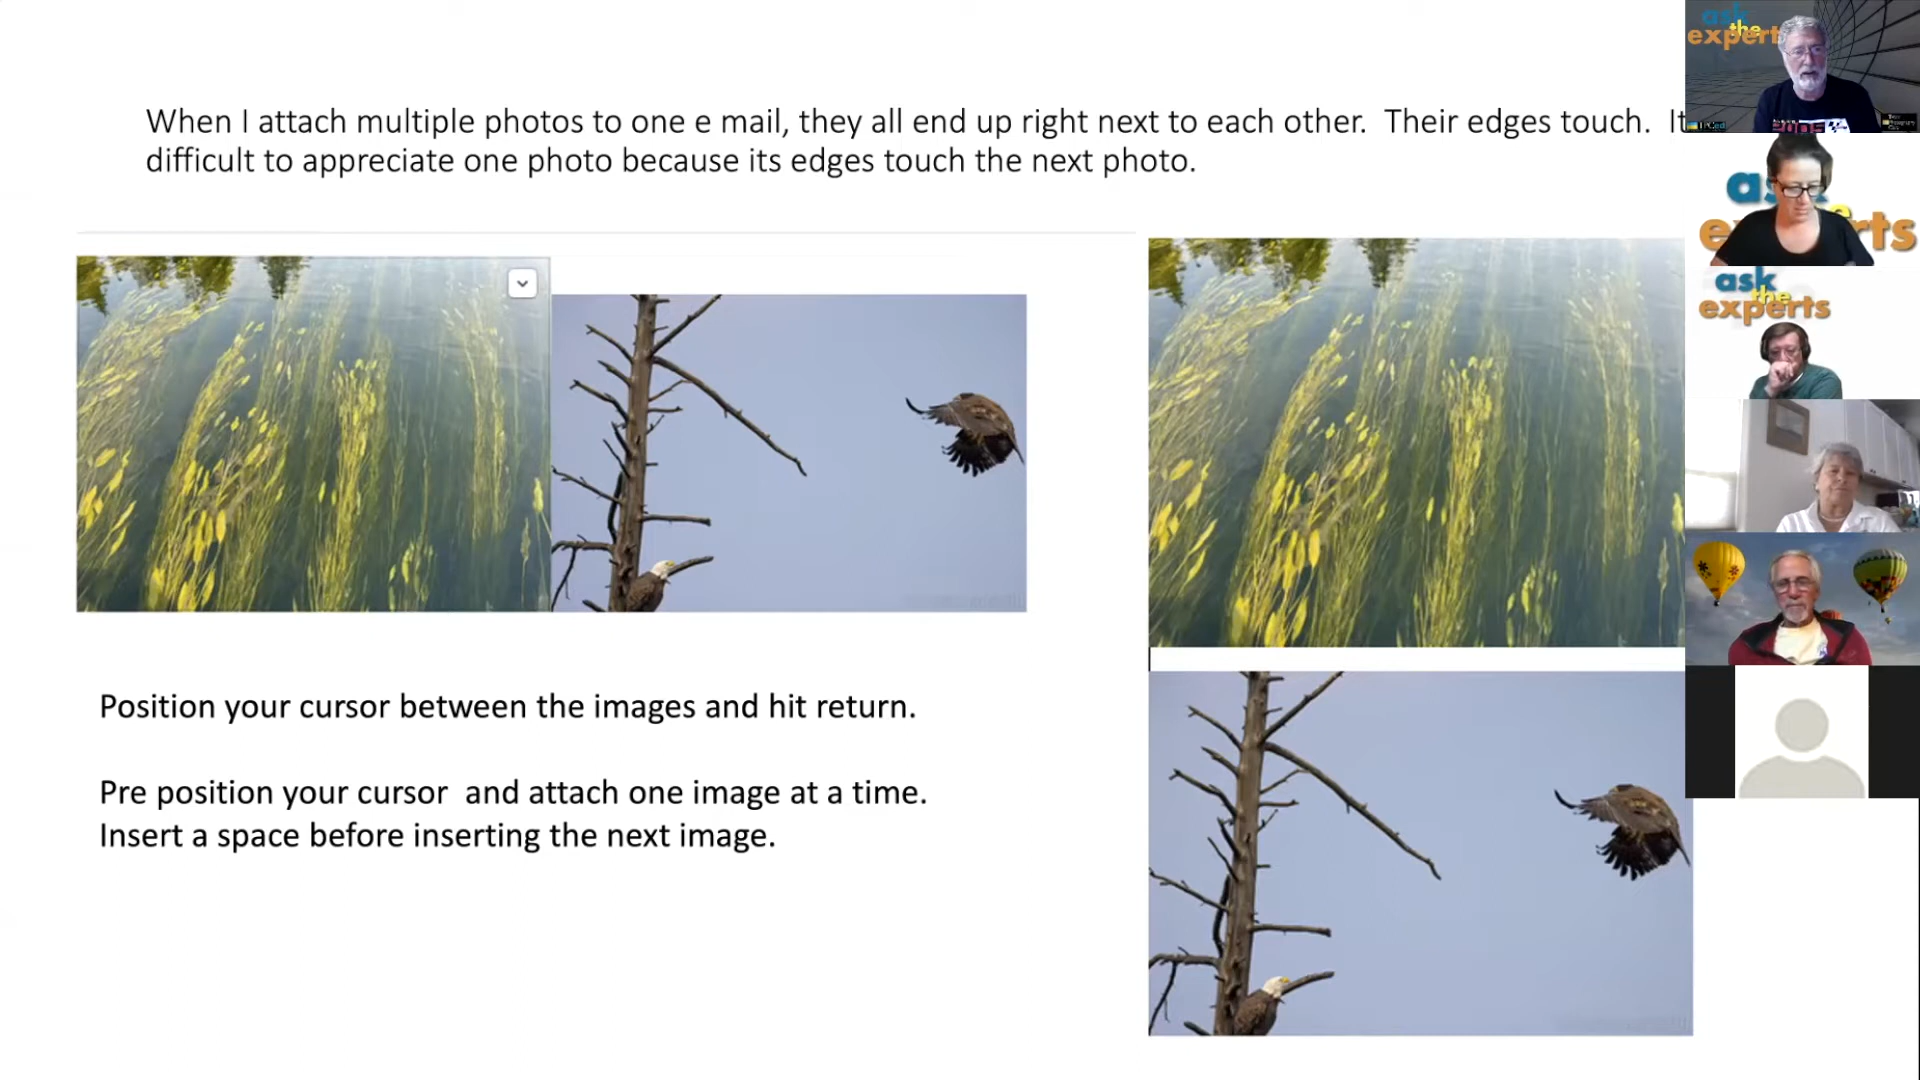 When I attach multiple photos to one e mail, they all end up right next to each other.  Their edges touch.  It
difficult to appreciate one photo because its edges touch the next photo.
Position your cursor between the images and hit return.
Pre position your cursor  and attach one image at a time.
Insert a space before inserting the next image.
ask
the
experts
ask
ask
the
experts